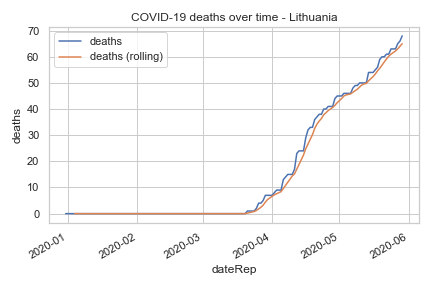 COVID-19 deaths over time - Lithuania
deaths
deaths (rolling)
70
60
50
40
30
20
10
0
deaths
2020-01
2020-02
2020-03
2020-04
2020-05
2020-06
dateRep